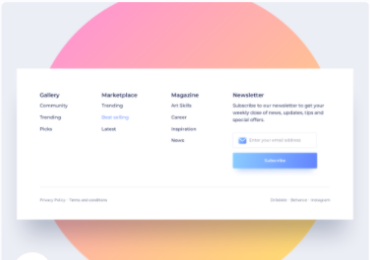 Gallery Marketplace Magazine Newsletter
Community Trending Art Skills Subscribe to our newsletter to get your
Trending Best selling Career weekly dose of news, updates, tips and
special offers.
Picks Latest Inspiration
News Enter your email address
Subscribe
Privacy Policy Terms and conditions Dribbble Behance Instagram